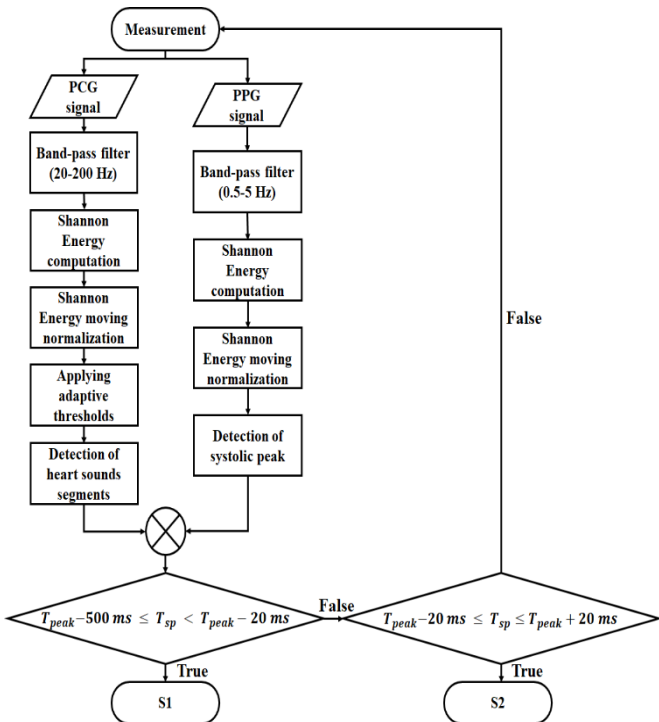 Measurement
PCG
signal
Band-pass filter
(20-200 Hz)
Shannon
Energy
computation
Shannon
Energy moving
normalization
Applying
adaptive
thresholds
Detection of
heart sounds
segments
PPG
signal
Band-pass filter
(0.5-5 Hz)
Shannon
Energy
computation
Shannon
Energy moving
normalization
Detection of
systolic peak
False
T_peak−500 ms ≤ T_sp < T_peak − 20 ms
False
T_peak−20 ms ≤ T_sp ≤ T_peak + 20 ms
True
S1
True
S2